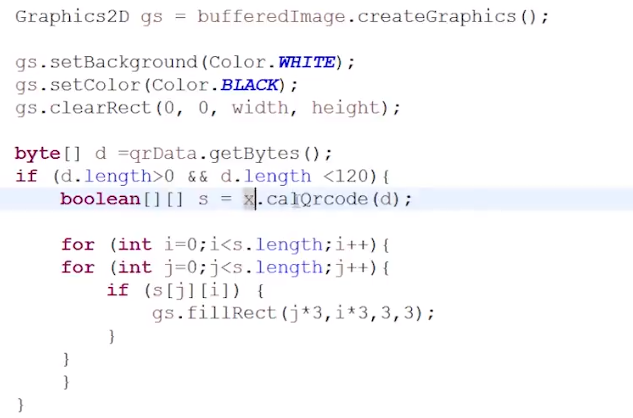 Graphics2D gs = bufferedImage.createGraphics();
gs.setBackground(Color.WHITE);
gs.setColor(Color.BLACK);
gs.clearRect(0, 0, width, height);
byte[] d =qrData.getBytes();
if (d.length>0 && d.length <120){
boolean[][] s = x.calQrcode(d);
for (int i=0;i<s.length;i++){
for (int j=0;j<s.length;j++){
if (s[j][i]) {
gs.fillRect(j*3,i*3,3,3);
}
}
}
}